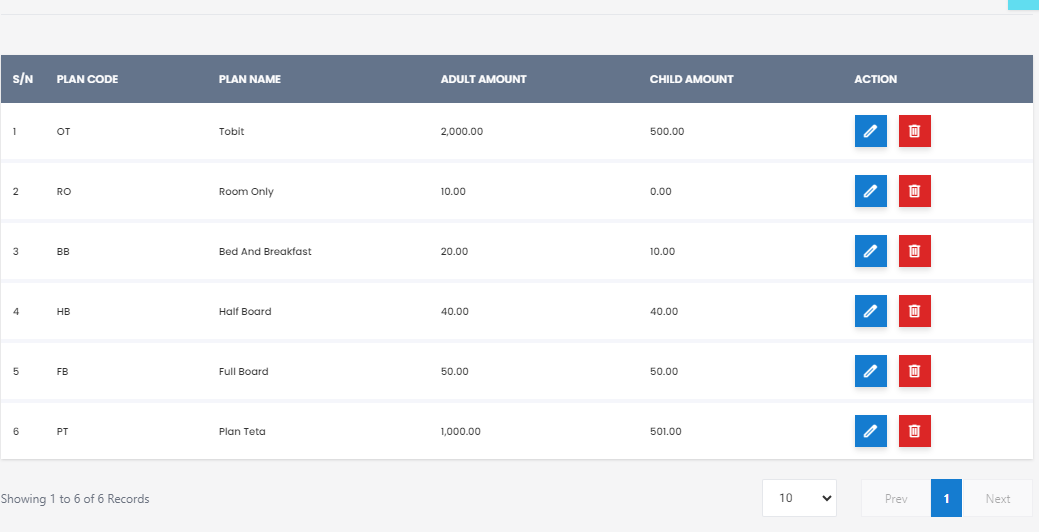 S/N PLAN CODE PLAN NAME ADULT AMOUNT CHILD AMOUNT ACTION
1 OT Tobit 2,000.00 500.00
2 RO Room Only 10.00 0.00
3 BB Bed And Breakfast 20.00 10.00
4 HB Half Board 40.00 40.00
5 FB Full Board 50.00 50.00
6 PT Plan Teta 1,000.00 501.00
Showing 1 to 6 of 6 Records 10 Prev 1 Next